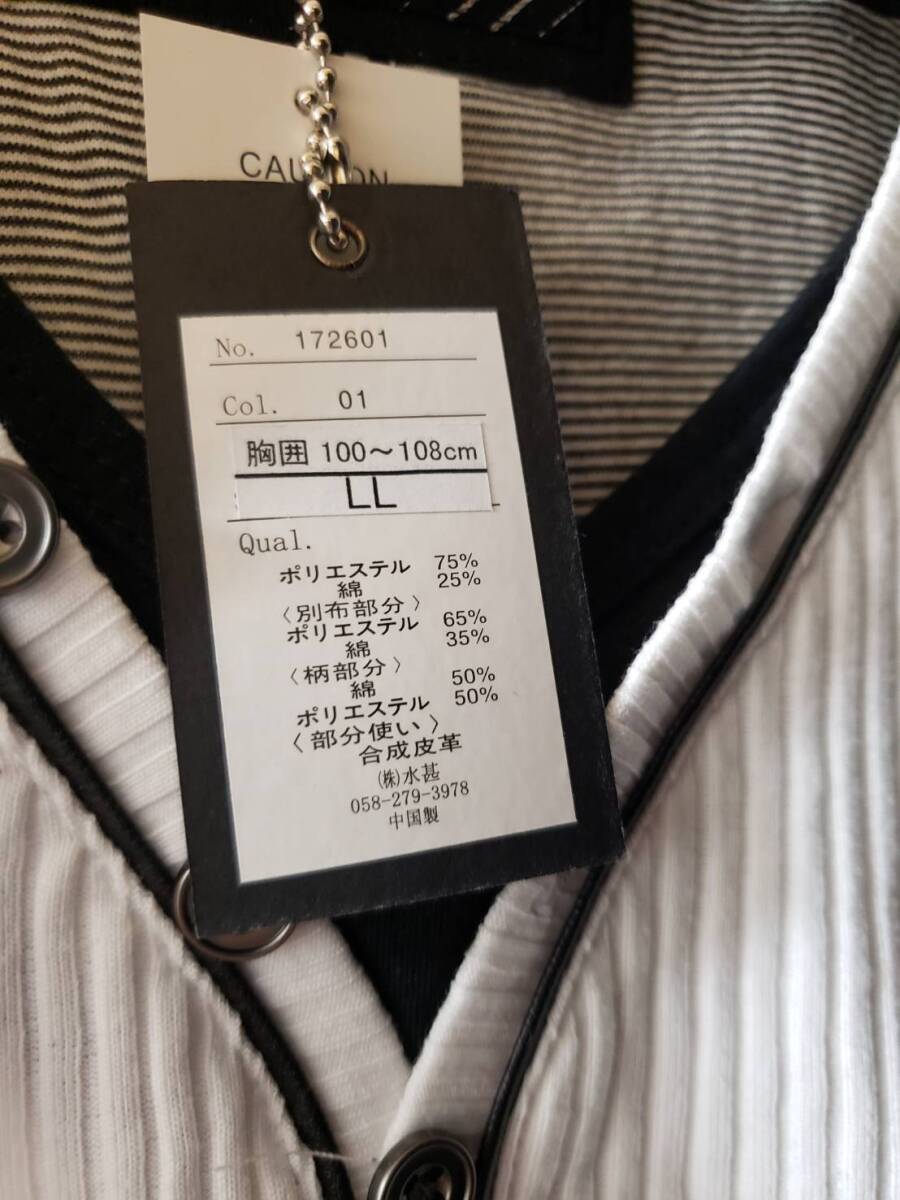 CAUTION
No. 172601
Col. 01
胸囲 100～108cm
LL
Qual.
ポリエステル 75%
綿 25%
〈別布部分〉
ポリエステル 65%
綿 35%
〈柄部分〉
綿 50%
ポリエステル 50%
〈部分使い〉
合成皮革
㈱水甚
058-279-3978
中国製